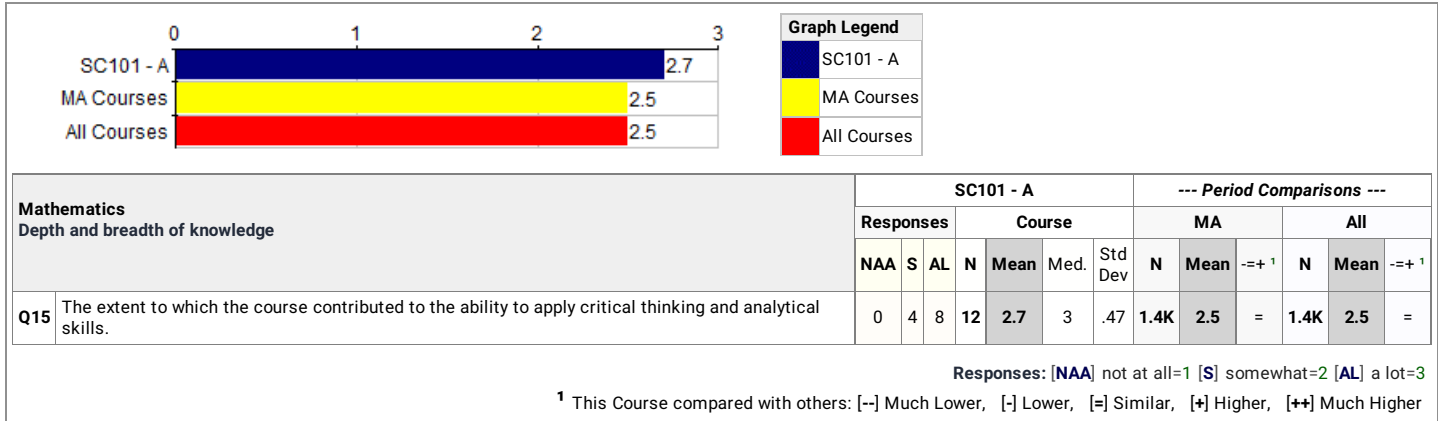 0 1 2 3
SC101 - A 2.7
MA Courses 2.5
All Courses 2.5
Graph Legend
SC101 - A
MA Courses
All Courses
Mathematics
Depth and breadth of knowledge
SC101 - A --- Period Comparisons ---
Responses Course MA All
NAA S AL N Mean Med. Std Dev N Mean -=+ ¹ N Mean -=+ ¹
Q15 The extent to which the course contributed to the ability to apply critical thinking and analytical
skills. 0 4 8 12 2.7 3 .47 1.4K 2.5 = 1.4K 2.5 =
Responses: [NAA] not at all=1 [S] somewhat=2 [AL] a lot=3
¹ This Course compared with others: [--] Much Lower, [-] Lower, [=] Similar, [+] Higher, [++] Much Higher